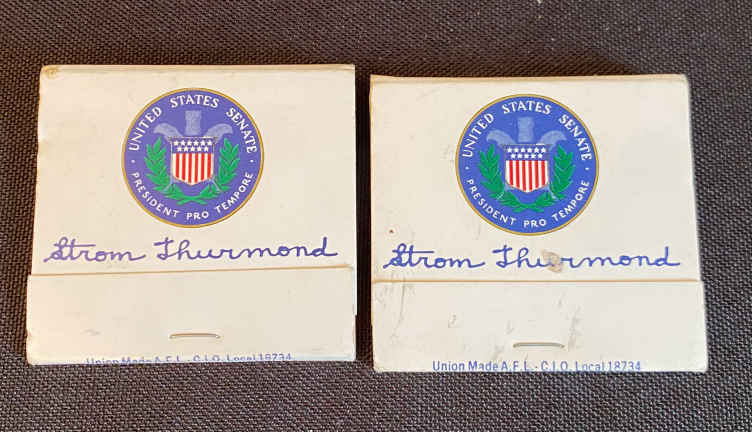 UNITED STATES SENATE
PRESIDENT PRO TEMPORE
Strom Thurmond
Union Made A.F.L.-C.I.O. Local 18734
UNITED STATES SENATE
PRESIDENT PRO TEMPORE
Strom Thurmond
Union Made A.F.L.-C.I.O. Local 18734